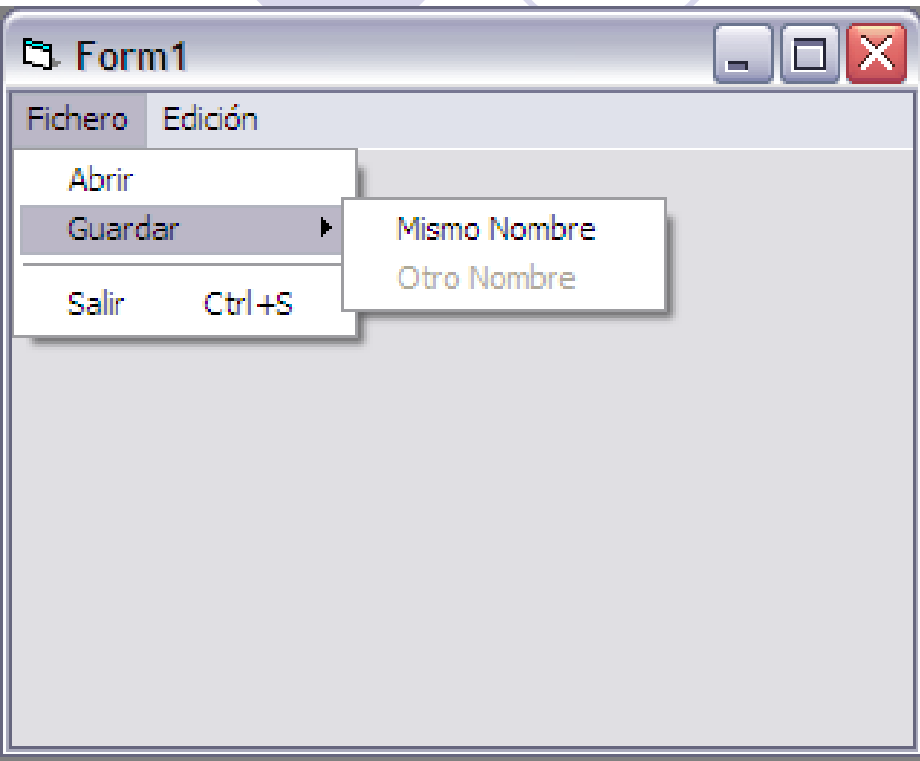 Form1
Fichero Edición
Abrir
Guardar
Mismo Nombre
Otro Nombre
Salir Ctrl+S